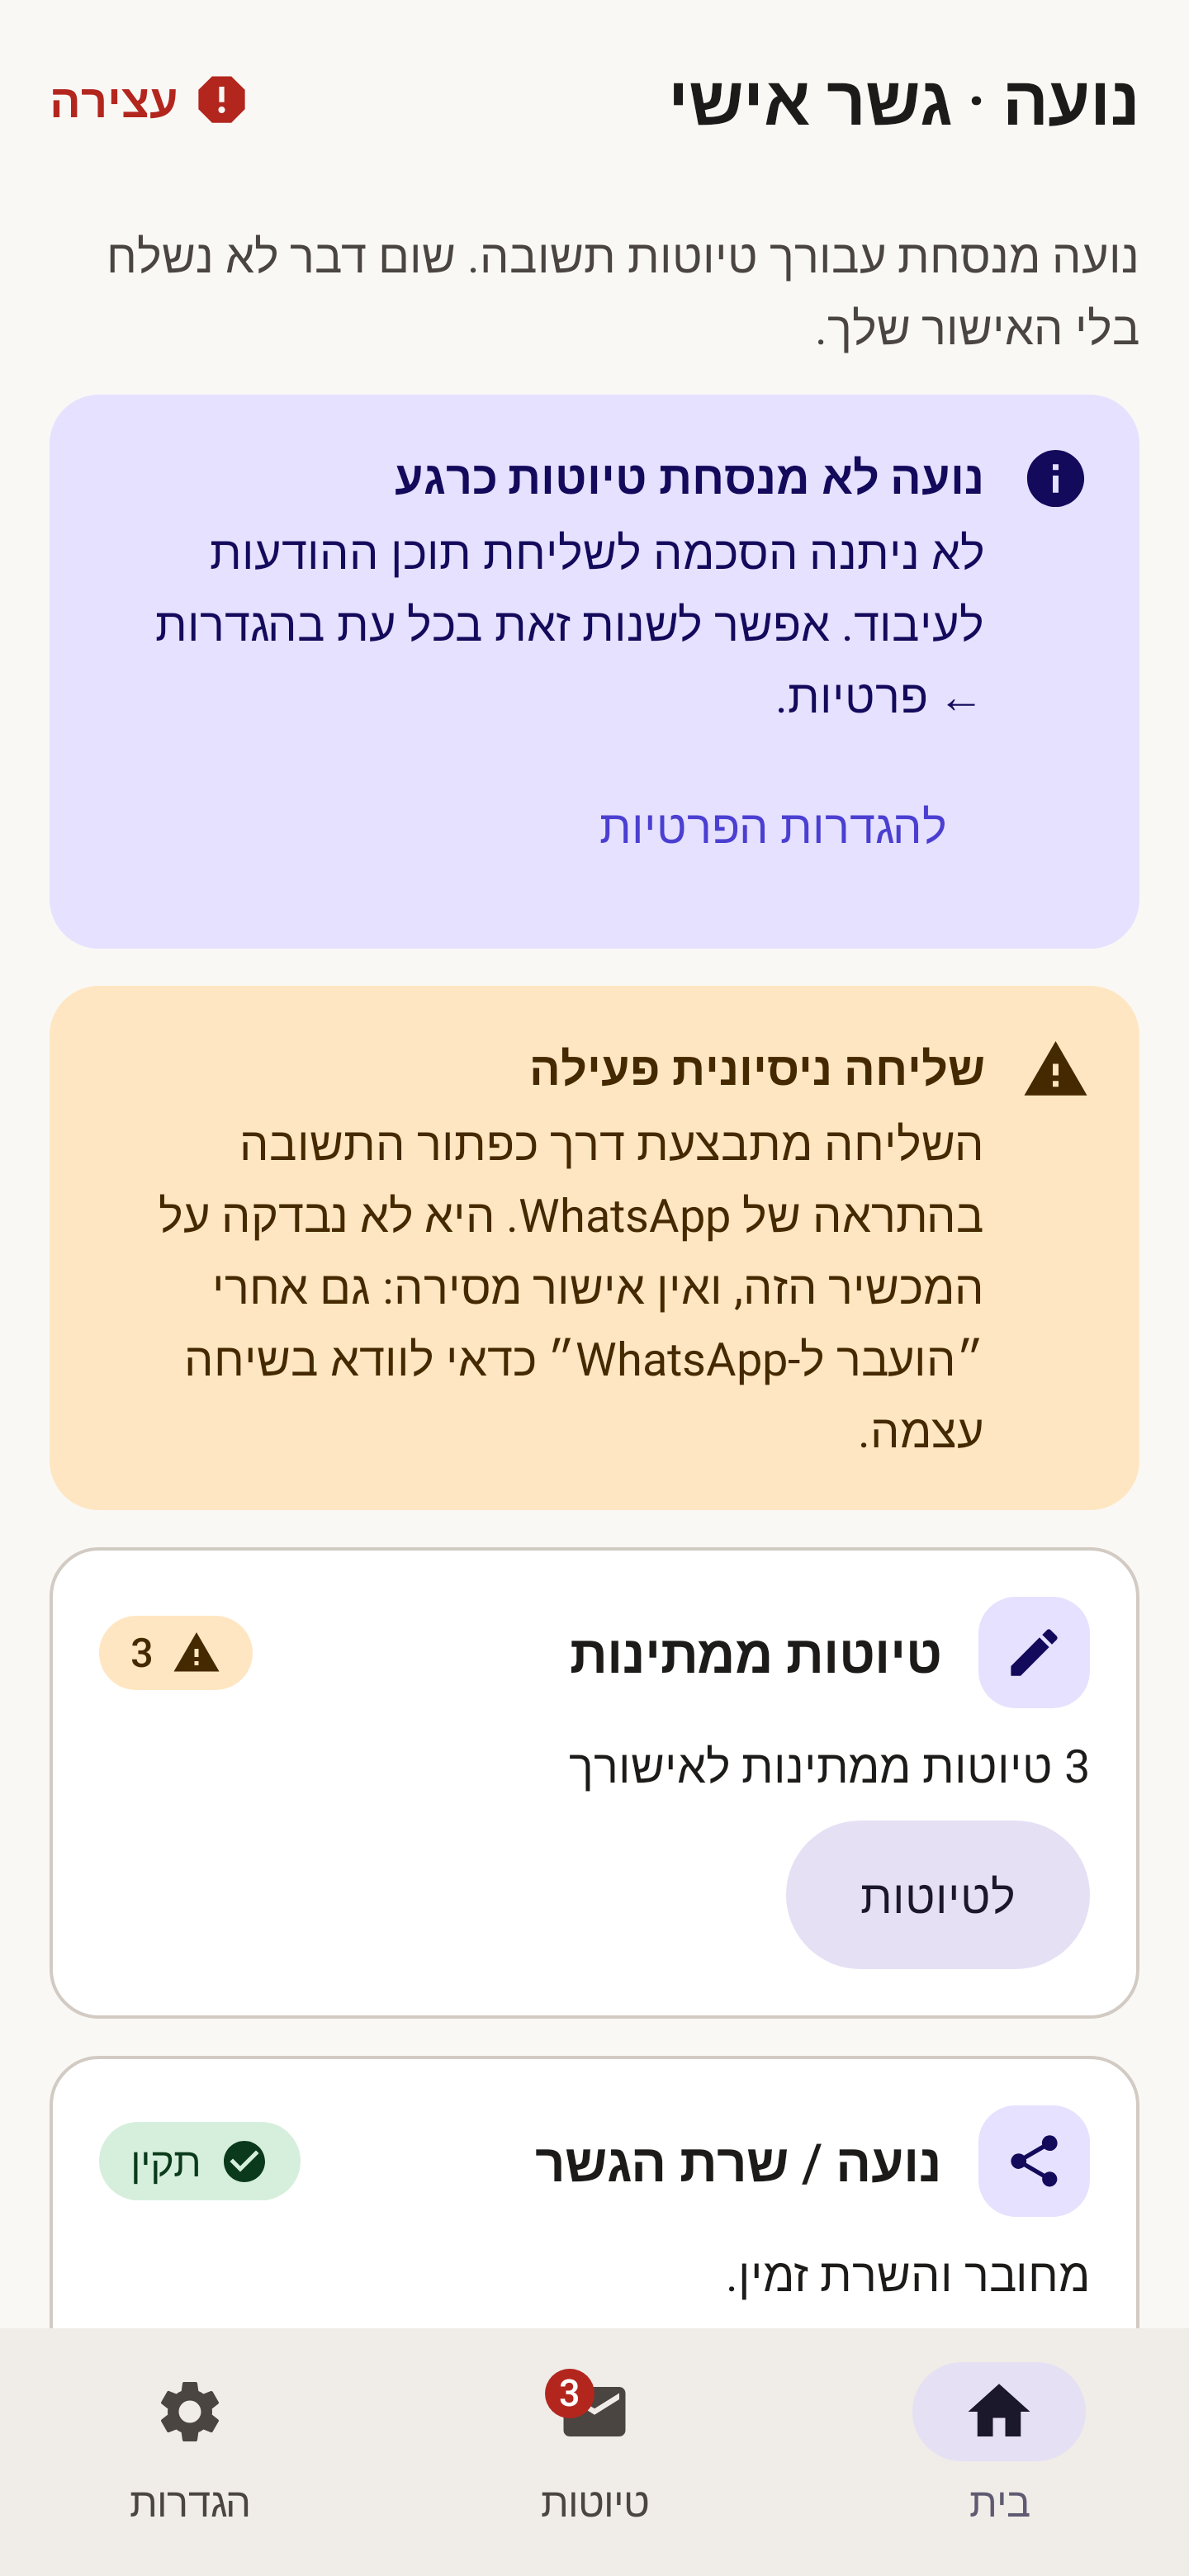 נועה · גשר אישי
עצירה
נועה מנסחת עבורך טיוטות תשובה. שום דבר לא נשלח
בלי האישור שלך.
נועה לא מנסחת טיוטות כרגע
לא ניתנה הסכמה לשליחת תוכן ההודעות
לעיבוד. אפשר לשנות זאת בכל עת בהגדרות
← פרטיות.
להגדרות הפרטיות
שליחה ניסיונית פעילה
השליחה מתבצעת דרך כפתור התשובה
בהתראה של WhatsApp. היא לא נבדקה על
המכשיר הזה, ואין אישור מסירה: גם אחרי
״הועבר ל-WhatsApp״ כדאי לוודא בשיחה
עצמה.
טיוטות ממתינות
3
3 טיוטות ממתינות לאישורך
לטיוטות
נועה / שרת הגשר
תקין
מחובר והשרת זמין.
בית
3
טיוטות
הגדרות